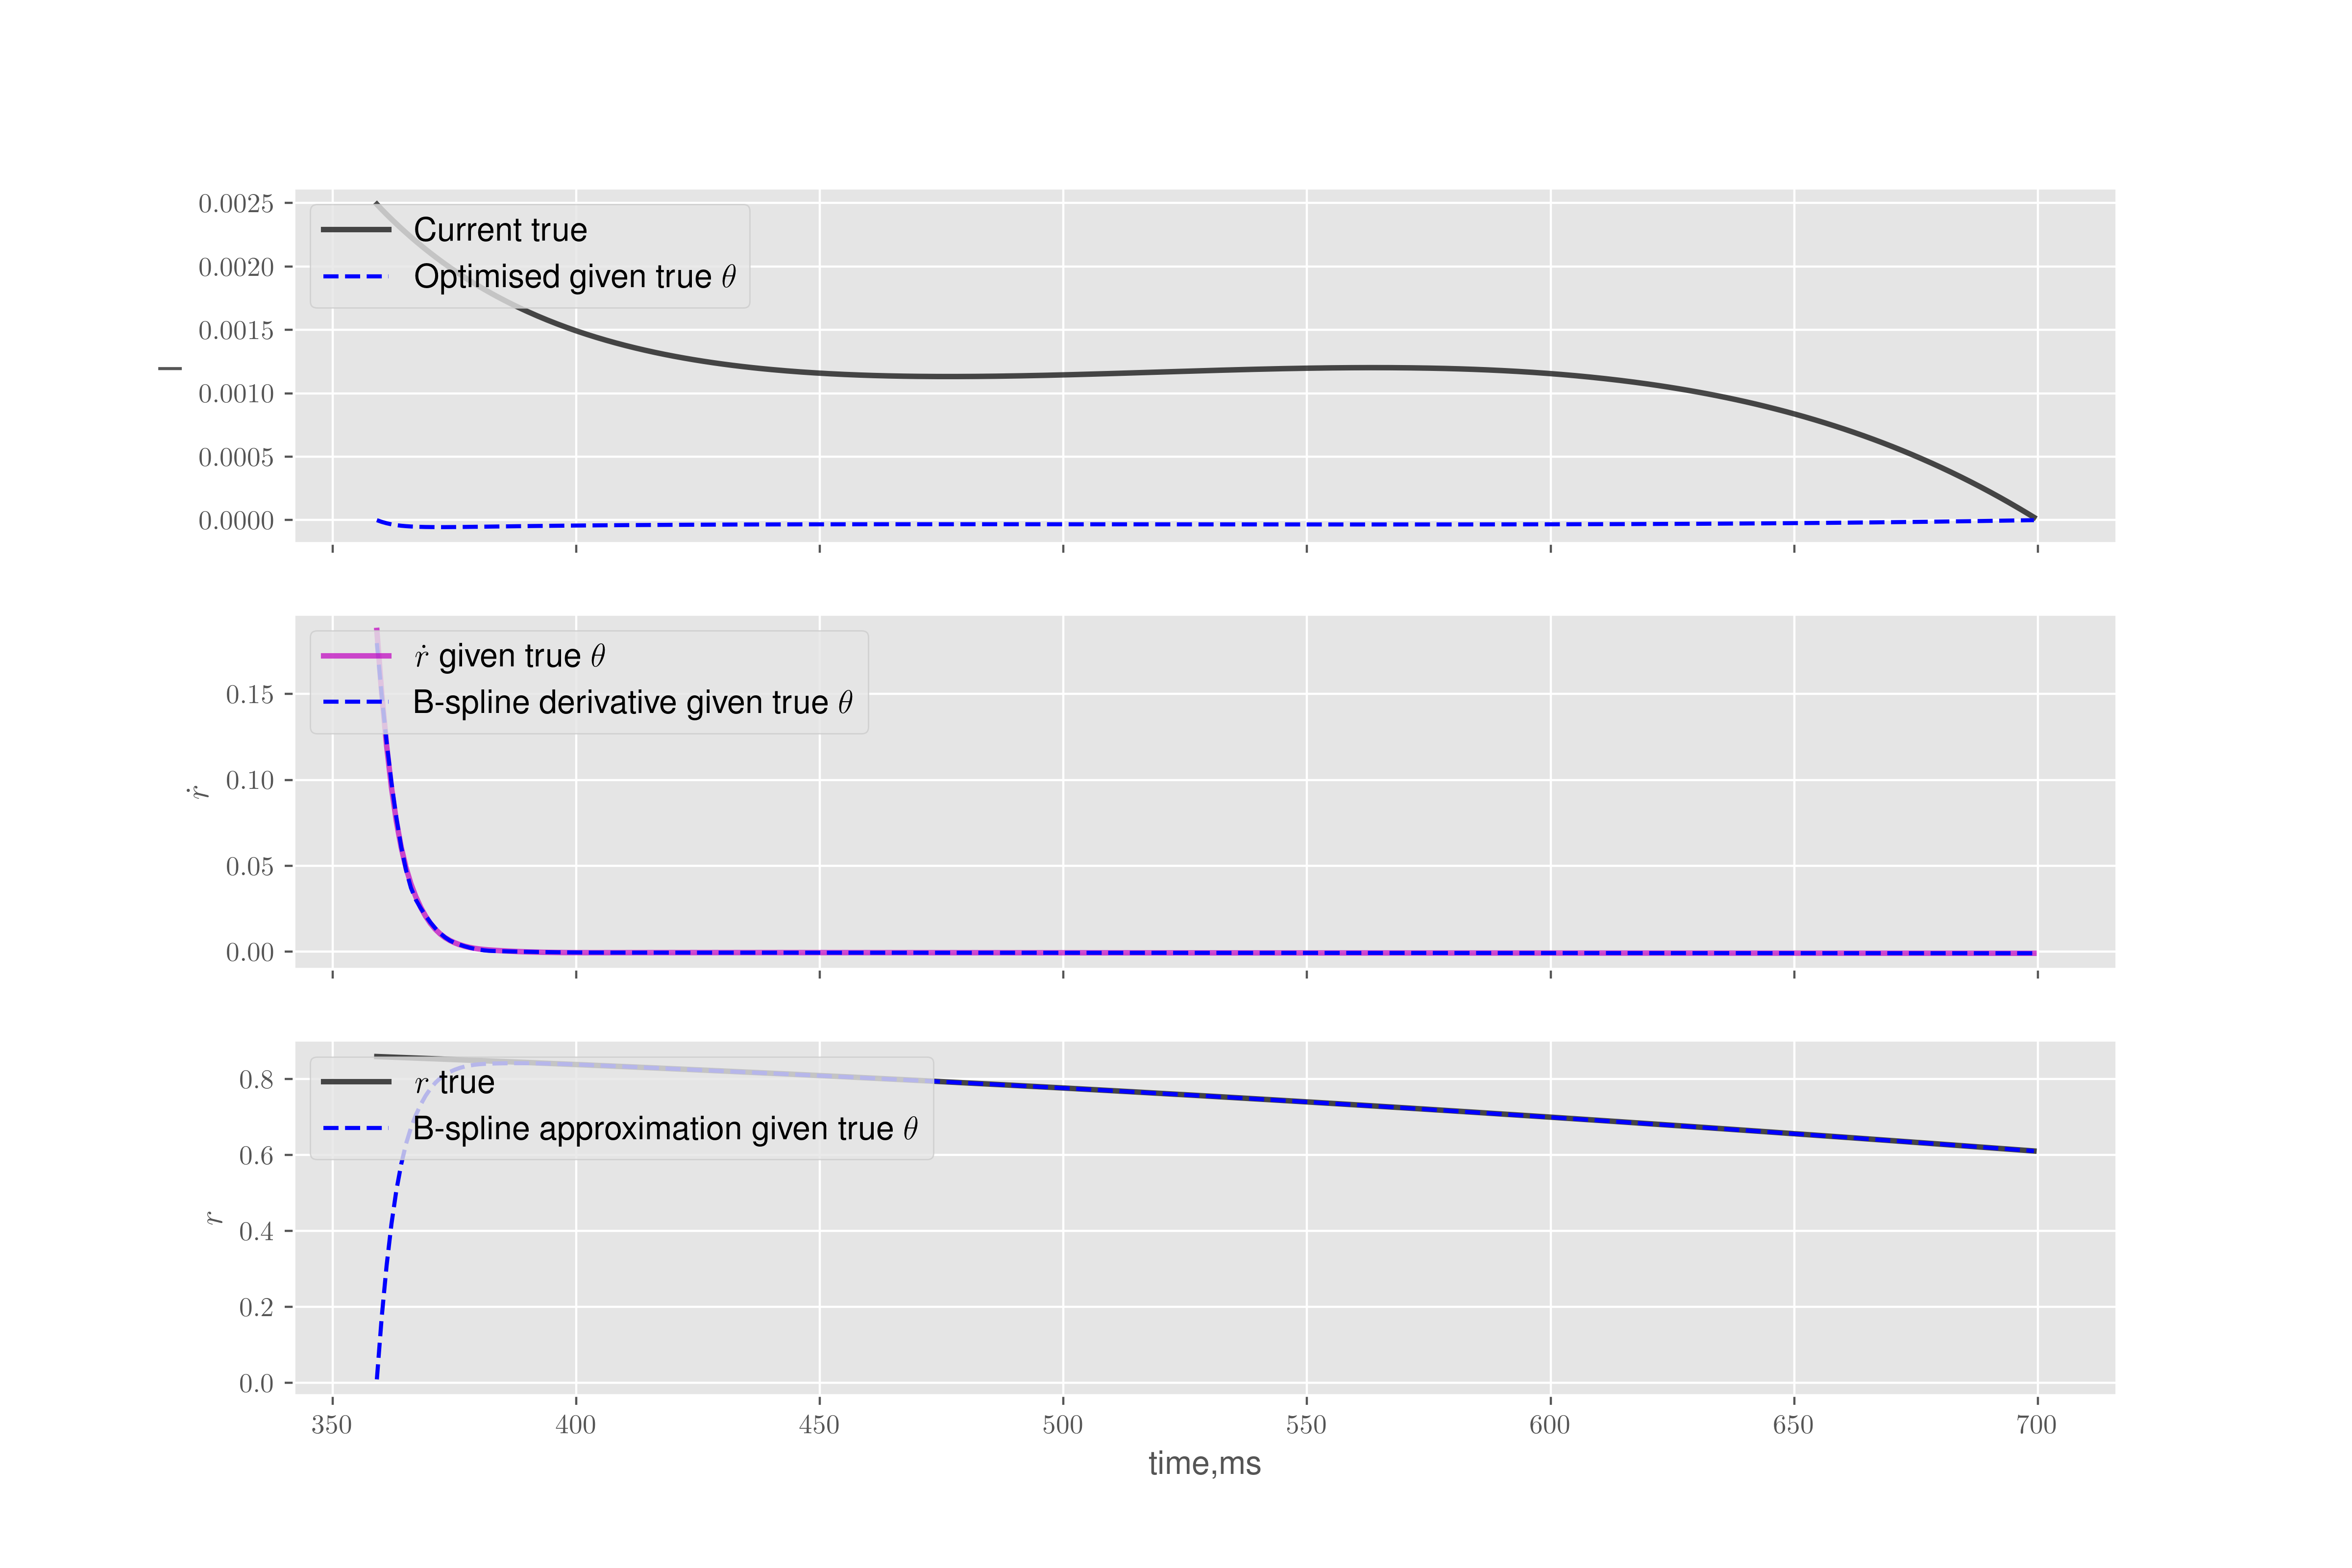 0.0025
0.0020
0.0015
0.0010
0.0005
0.0000
I
Current true
Optimised given true θ
0.15
0.10
0.05
0.00
ṙ
ṙ given true θ
B-spline derivative given true θ
0.8
0.6
0.4
0.2
0.0
r
r true
B-spline approximation given true θ
350 400 450 500 550 600 650 700
time,ms